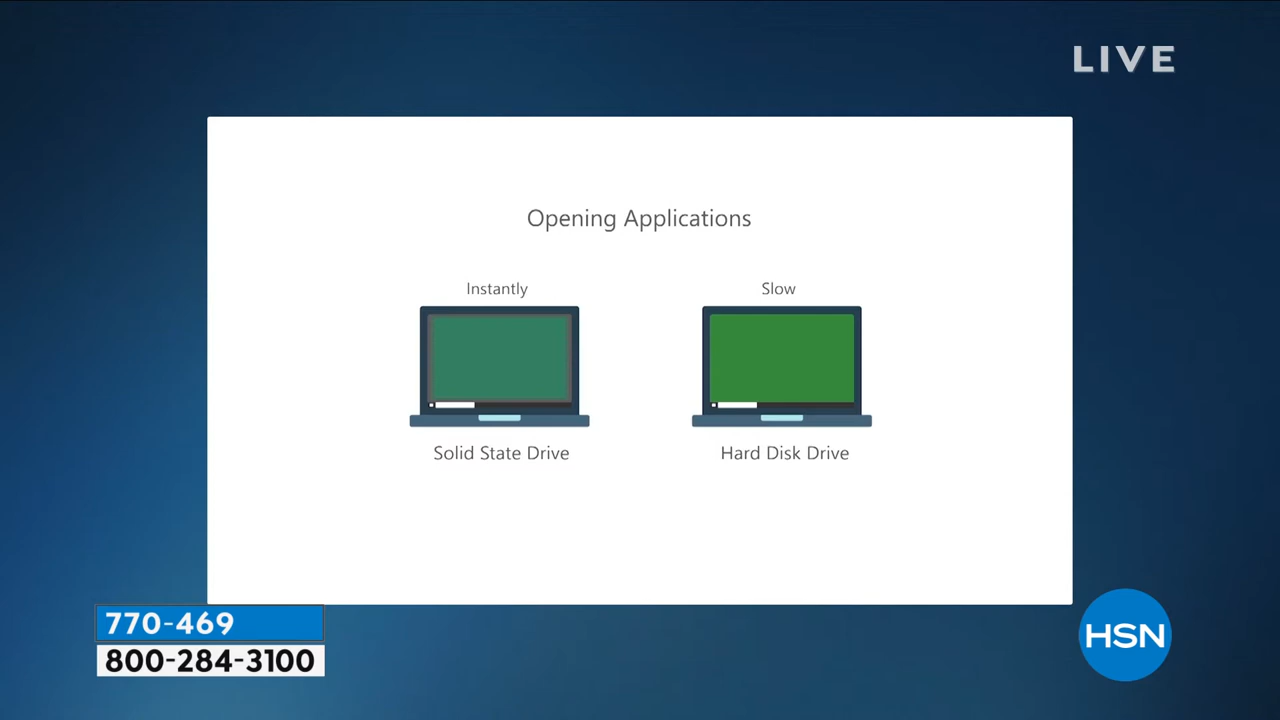 LIVE
Opening Applications
Instantly
Slow
Solid State Drive
Hard Disk Drive
770-469
800-284-3100
HSN